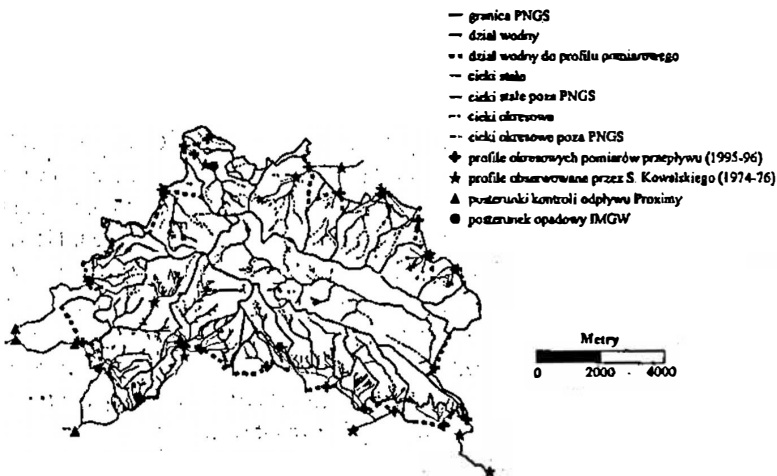 granica PNGS
dział wodny
dział wodny do profilu pomiarowego
cieki stałe
cieki stałe poza PNGS
cieki okresowe
cieki okresowe poza PNGS
profile okresowych pomiarów przepływu (1995-96)
profile obserwowane przez S. Kowalskiego (1974-76)
posterunki kontroli odpływu Proximy
posterunek opadowy IMGW
Metry
0 2000 4000